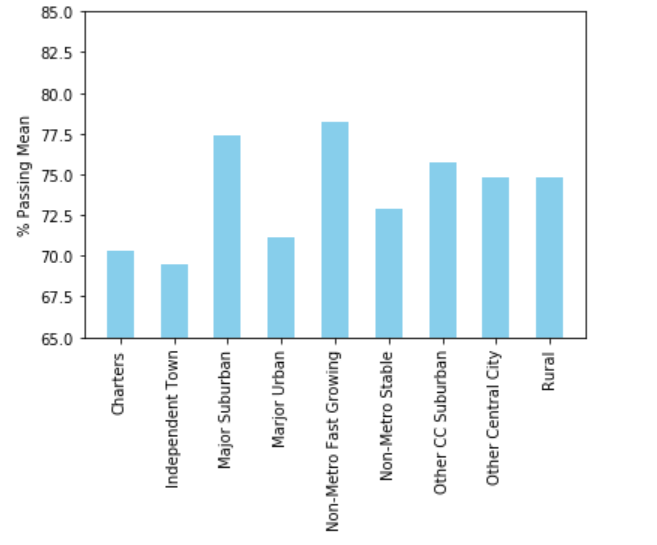 85.0
82.5
80.0
77.5
75.0
72.5
70.0
67.5
65.0
% Passing Mean
Charters
Independent Town
Major Suburban
Marjor Urban
Non-Metro Fast Growing
Non-Metro Stable
Other CC Suburban
Other Central City
Rural